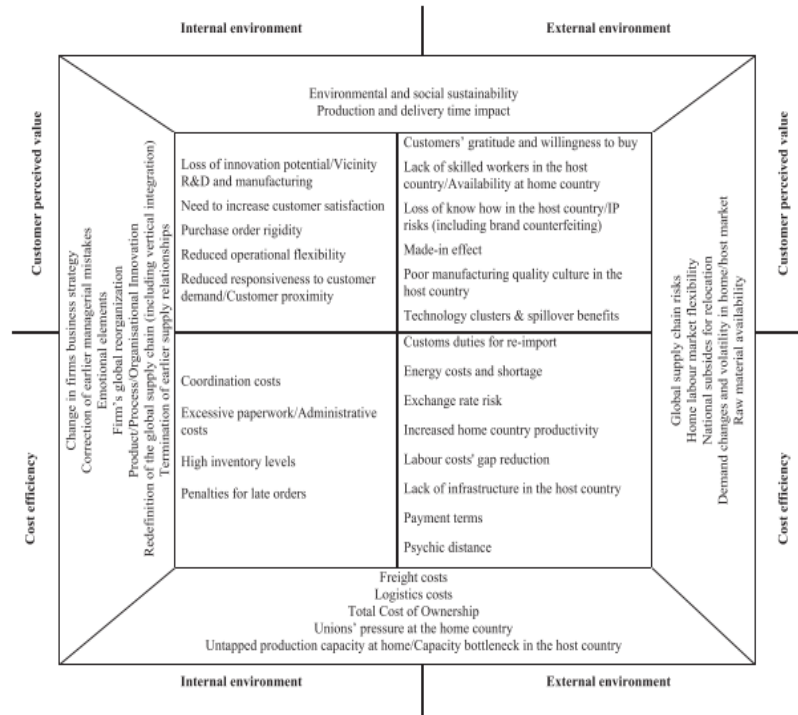 Internal environment
External environment
Environmental and social sustainability
Production and delivery time impact
Customer perceived value
Cost efficiency
Change in firms business strategy
Correction of earlier managerial mistakes
Emotional elements
Firm's global reorganization
Product/Process/Organisational Innovation
Redefinition of the global supply chain (including vertical integration)
Termination of earlier supply relationships
Loss of innovation potential/Vicinity
R&D and manufacturing
Need to increase customer satisfaction
Purchase order rigidity
Reduced operational flexibility
Reduced responsiveness to customer
demand/Customer proximity
Customers' gratitude and willingness to buy
Lack of skilled workers in the host
country/Availability at home country
Loss of know how in the host country/IP
risks (including brand counterfeiting)
Made-in effect
Poor manufacturing quality culture in the
host country
Technology clusters & spillover benefits
Coordination costs
Excessive paperwork/Administrative
costs
High inventory levels
Penalties for late orders
Customs duties for re-import
Energy costs and shortage
Exchange rate risk
Increased home country productivity
Labour costs' gap reduction
Lack of infrastructure in the host country
Payment terms
Psychic distance
Global supply chain risks
Home labour market flexibility
National subsides for relocation
Demand changes and volatility in home/host market
Raw material availability
Customer perceived value
Cost efficiency
Freight costs
Logistics costs
Total Cost of Ownership
Unions' pressure at the home country
Untapped production capacity at home/Capacity bottleneck in the host country
Internal environment
External environment